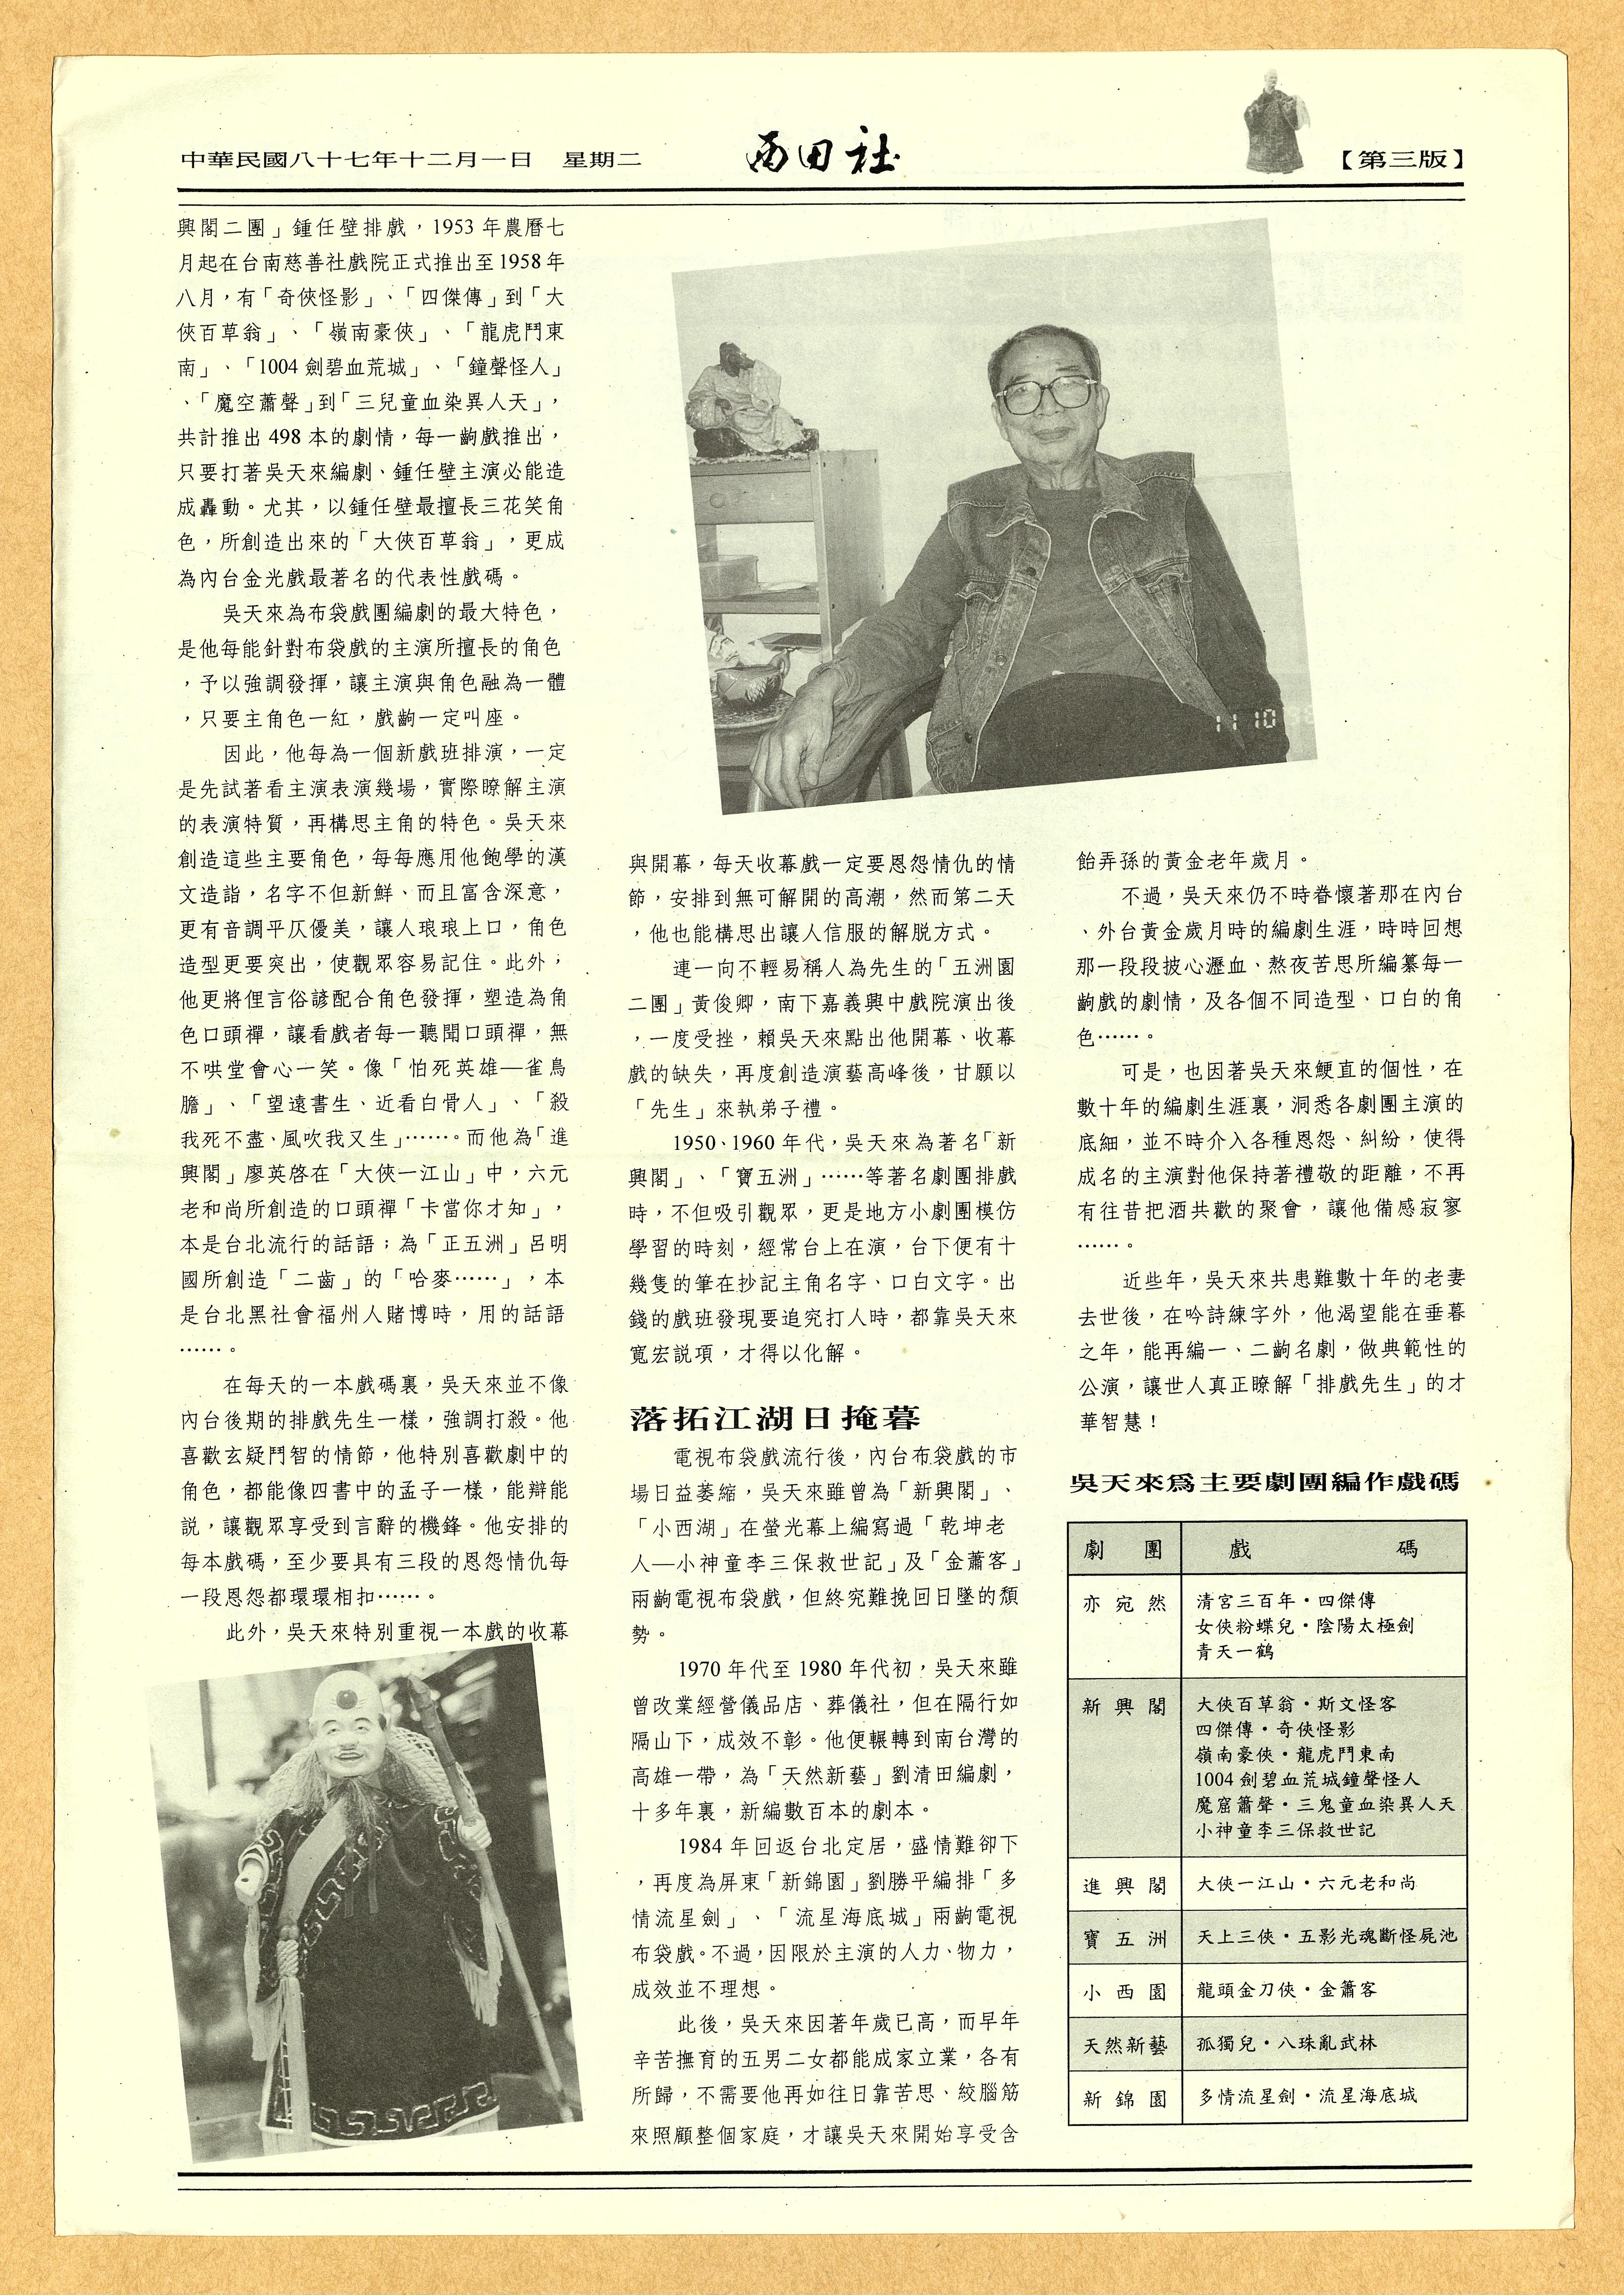 中華民國八十七年十二月一日　星期二
西田社
【第三版】
興閣二團」鍾任壁排戲，1953 年農曆七
月起在台南慈善社戲院正式推出至1958年
八月，有「奇俠怪影」、「四傑傳」到「大
俠百草翁」、「嶺南豪俠」、「龍虎鬥東
南」、「1004 劍碧血荒城」、「鐘聲怪人」
、「魔空蕭聲」到「三兒童血染異人天」，
共計推出 498 本的劇情，每一齣戲推出，
只要打著吳天來編劇、鍾任壁主演必能造
成轟動。尤其，以鍾任壁最擅長三花笑角
色，所創造出來的「大俠百草翁」，更成
為內台金光戲最著名的代表性戲碼。
吳天來為布袋戲團編劇的最大特色，
是他每能針對布袋戲的主演所擅長的角色
，予以強調發揮，讓主演與角色融為一體
，只要主角色一紅，戲齣一定叫座。
因此，他每為一個新戲班排演，一定
是先試著看主演表演幾場，實際瞭解主演
的表演特質，再構思主角的特色。吳天來
創造這些主要角色，每每應用他飽學的漢
文造詣，名字不但新鮮、而且富含深意，
更有音調平仄優美，讓人琅琅上口，角色
造型更要突出，使觀眾容易記住。此外，
他更將俚言俗諺配合角色發揮，塑造為角
色口頭禪，讓看戲者每一聽聞口頭禪，無
不哄堂會心一笑。像「怕死英雄—雀鳥
膽」、「望遠書生、近看白骨人」、「殺
我死不盡、風吹我又生」……。而他為「進
興閣」廖英啓在「大俠一江山」中，六元
老和尚所創造的口頭禪「卡當你才知」，
本是台北流行的話語；為「正五洲」呂明
國所創造「二齒」的「哈麥……」，本
是台北黑社會福州人賭博時，用的話語
……。
在每天的一本戲碼裏，吳天來並不像
內台後期的排戲先生一樣，強調打殺。他
喜歡玄疑鬥智的情節，他特別喜歡劇中的
角色，都能像四書中的孟子一樣，能辯能
說，讓觀眾享受到言辭的機鋒。他安排的
每本戲碼，至少要具有三段的恩怨情仇每
一段恩怨都環環相扣……。
此外，吳天來特別重視一本戲的收幕
11 10
與開幕，每天收幕戲一定要恩怨情仇的情
節，安排到無可解開的高潮，然而第二天
，他也能構思出讓人信服的解脫方式。
連一向不輕易稱人為先生的「五洲園
二團」黃俊卿，南下嘉義興中戲院演出後
，一度受挫，賴吳天來點出他開幕、收幕
戲的缺失，再度創造演藝高峰後，甘願以
「先生」來執弟子禮。
1950、1960 年代，吳天來為著名「新
興閣」、「寶五洲」……等著名劇團排戲
時，不但吸引觀眾，更是地方小劇團模仿
學習的時刻，經常台上在演，台下便有十
幾隻的筆在抄記主角名字、口白文字。出
錢的戲班發現要追究打人時，都靠吳天來
寬宏說項，才得以化解。
落拓江湖日掩暮
電視布袋戲流行後，內台布袋戲的市
場日益萎縮，吳天來雖曾為「新興閣」、
「小西湖」在螢光幕上編寫過「乾坤老
人—小神童李三保救世記」及「金蕭客」
兩齣電視布袋戲，但終究難挽回日墜的頹
勢。
1970 年代至 1980 年代初，吳天來雖
曾改業經營儀品店、葬儀社，但在隔行如
隔山下，成效不彰。他便輾轉到南台灣的
高雄一帶，為「天然新藝」劉清田編劇，
十多年裏，新編數百本的劇本。
1984 年回返台北定居，盛情難卻下
，再度為屏東「新錦園」劉勝平編排「多
情流星劍」、「流星海底城」兩齣電視
布袋戲。不過，因限於主演的人力、物力，
成效並不理想。
此後，吳天來因著年歲已高，而早年
辛苦撫育的五男二女都能成家立業，各有
所歸，不需要他再如往日靠苦思、絞腦筋
來照顧整個家庭，才讓吳天來開始享受含
飴弄孫的黃金老年歲月。
不過，吳天來仍不時眷懷著那在內台
、外台黃金歲月時的編劇生涯，時時回想
那一段段披心瀝血、熬夜苦思所編纂每一
齣戲的劇情，及各個不同造型、口白的角
色……。
可是，也因著吳天來鯁直的個性，在
數十年的編劇生涯裏，洞悉各劇團主演的
底細，並不時介入各種恩怨、糾紛，使得
成名的主演對他保持著禮敬的距離，不再
有往昔把酒共歡的聚會，讓他備感寂寥
……。
近些年，吳天來共患難數十年的老妻
去世後，在吟詩練字外，他渴望能在垂暮
之年，能再編一、二齣名劇，做典範性的
公演，讓世人真正瞭解「排戲先生」的才
華智慧！
吳天來爲主要劇團編作戲碼
劇　團　戲　碼
亦宛然　清宮三百年・四傑傳
女俠粉蝶兒・陰陽太極劍
青天一鶴
新興閣　大俠百草翁・斯文怪客
四傑傳・奇俠怪影
嶺南豪俠・龍虎鬥東南
1004 劍碧血荒城鐘聲怪人
魔窟簫聲・三鬼童血染異人天
小神童李三保救世記
進興閣　大俠一江山・六元老和尚
寶五洲　天上三俠・五影光魂斷怪屍池
小西園　龍頭金刀俠・金蕭客
天然新藝　孤獨兒・八珠亂武林
新錦園　多情流星劍・流星海底城